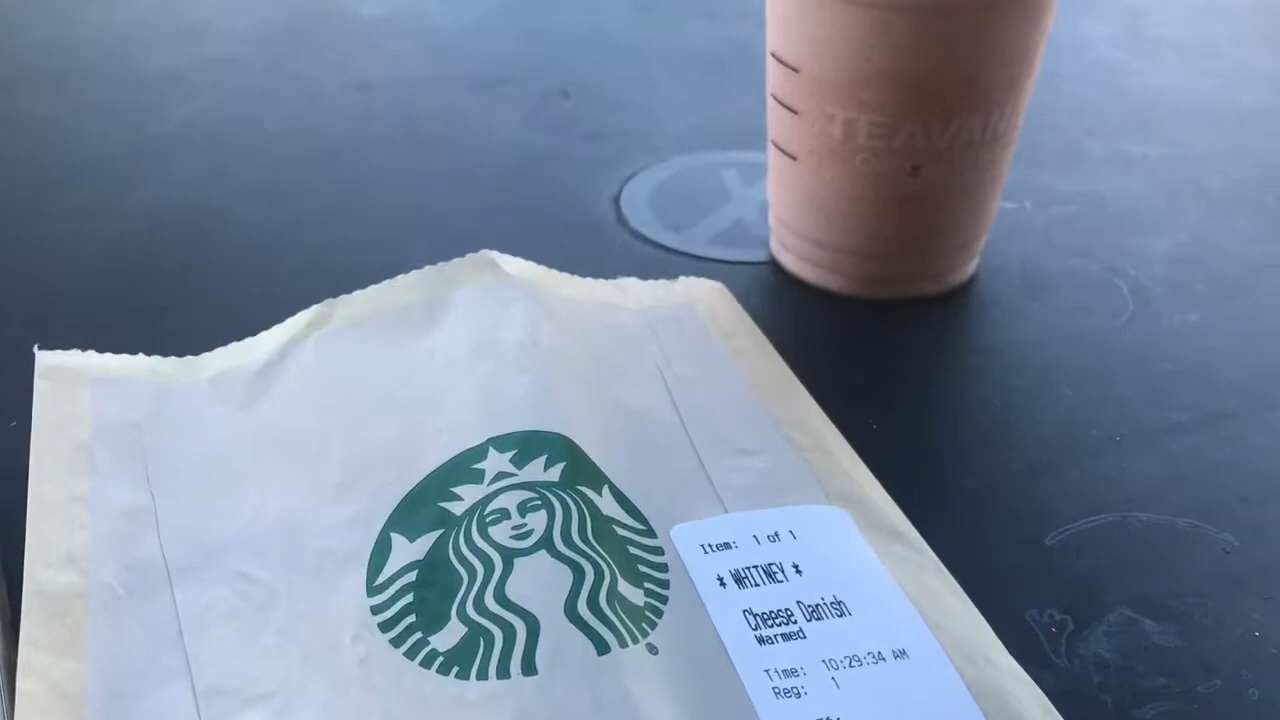 TEAVANA
Item: 1 of 1
* WHITNEY *
Cheese Danish
Warmed
Time: 10:29:34 AM
Reg: 1